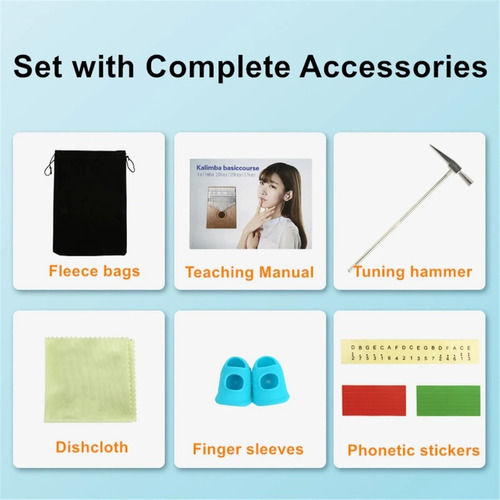 Set with Complete Accessories
Kalimba basiccourse
Fleece bags
Teaching Manual
Tuning hammer
D B G E C A F D C E G B D F A C E
Dishcloth
Finger sleeves
Phonetic stickers